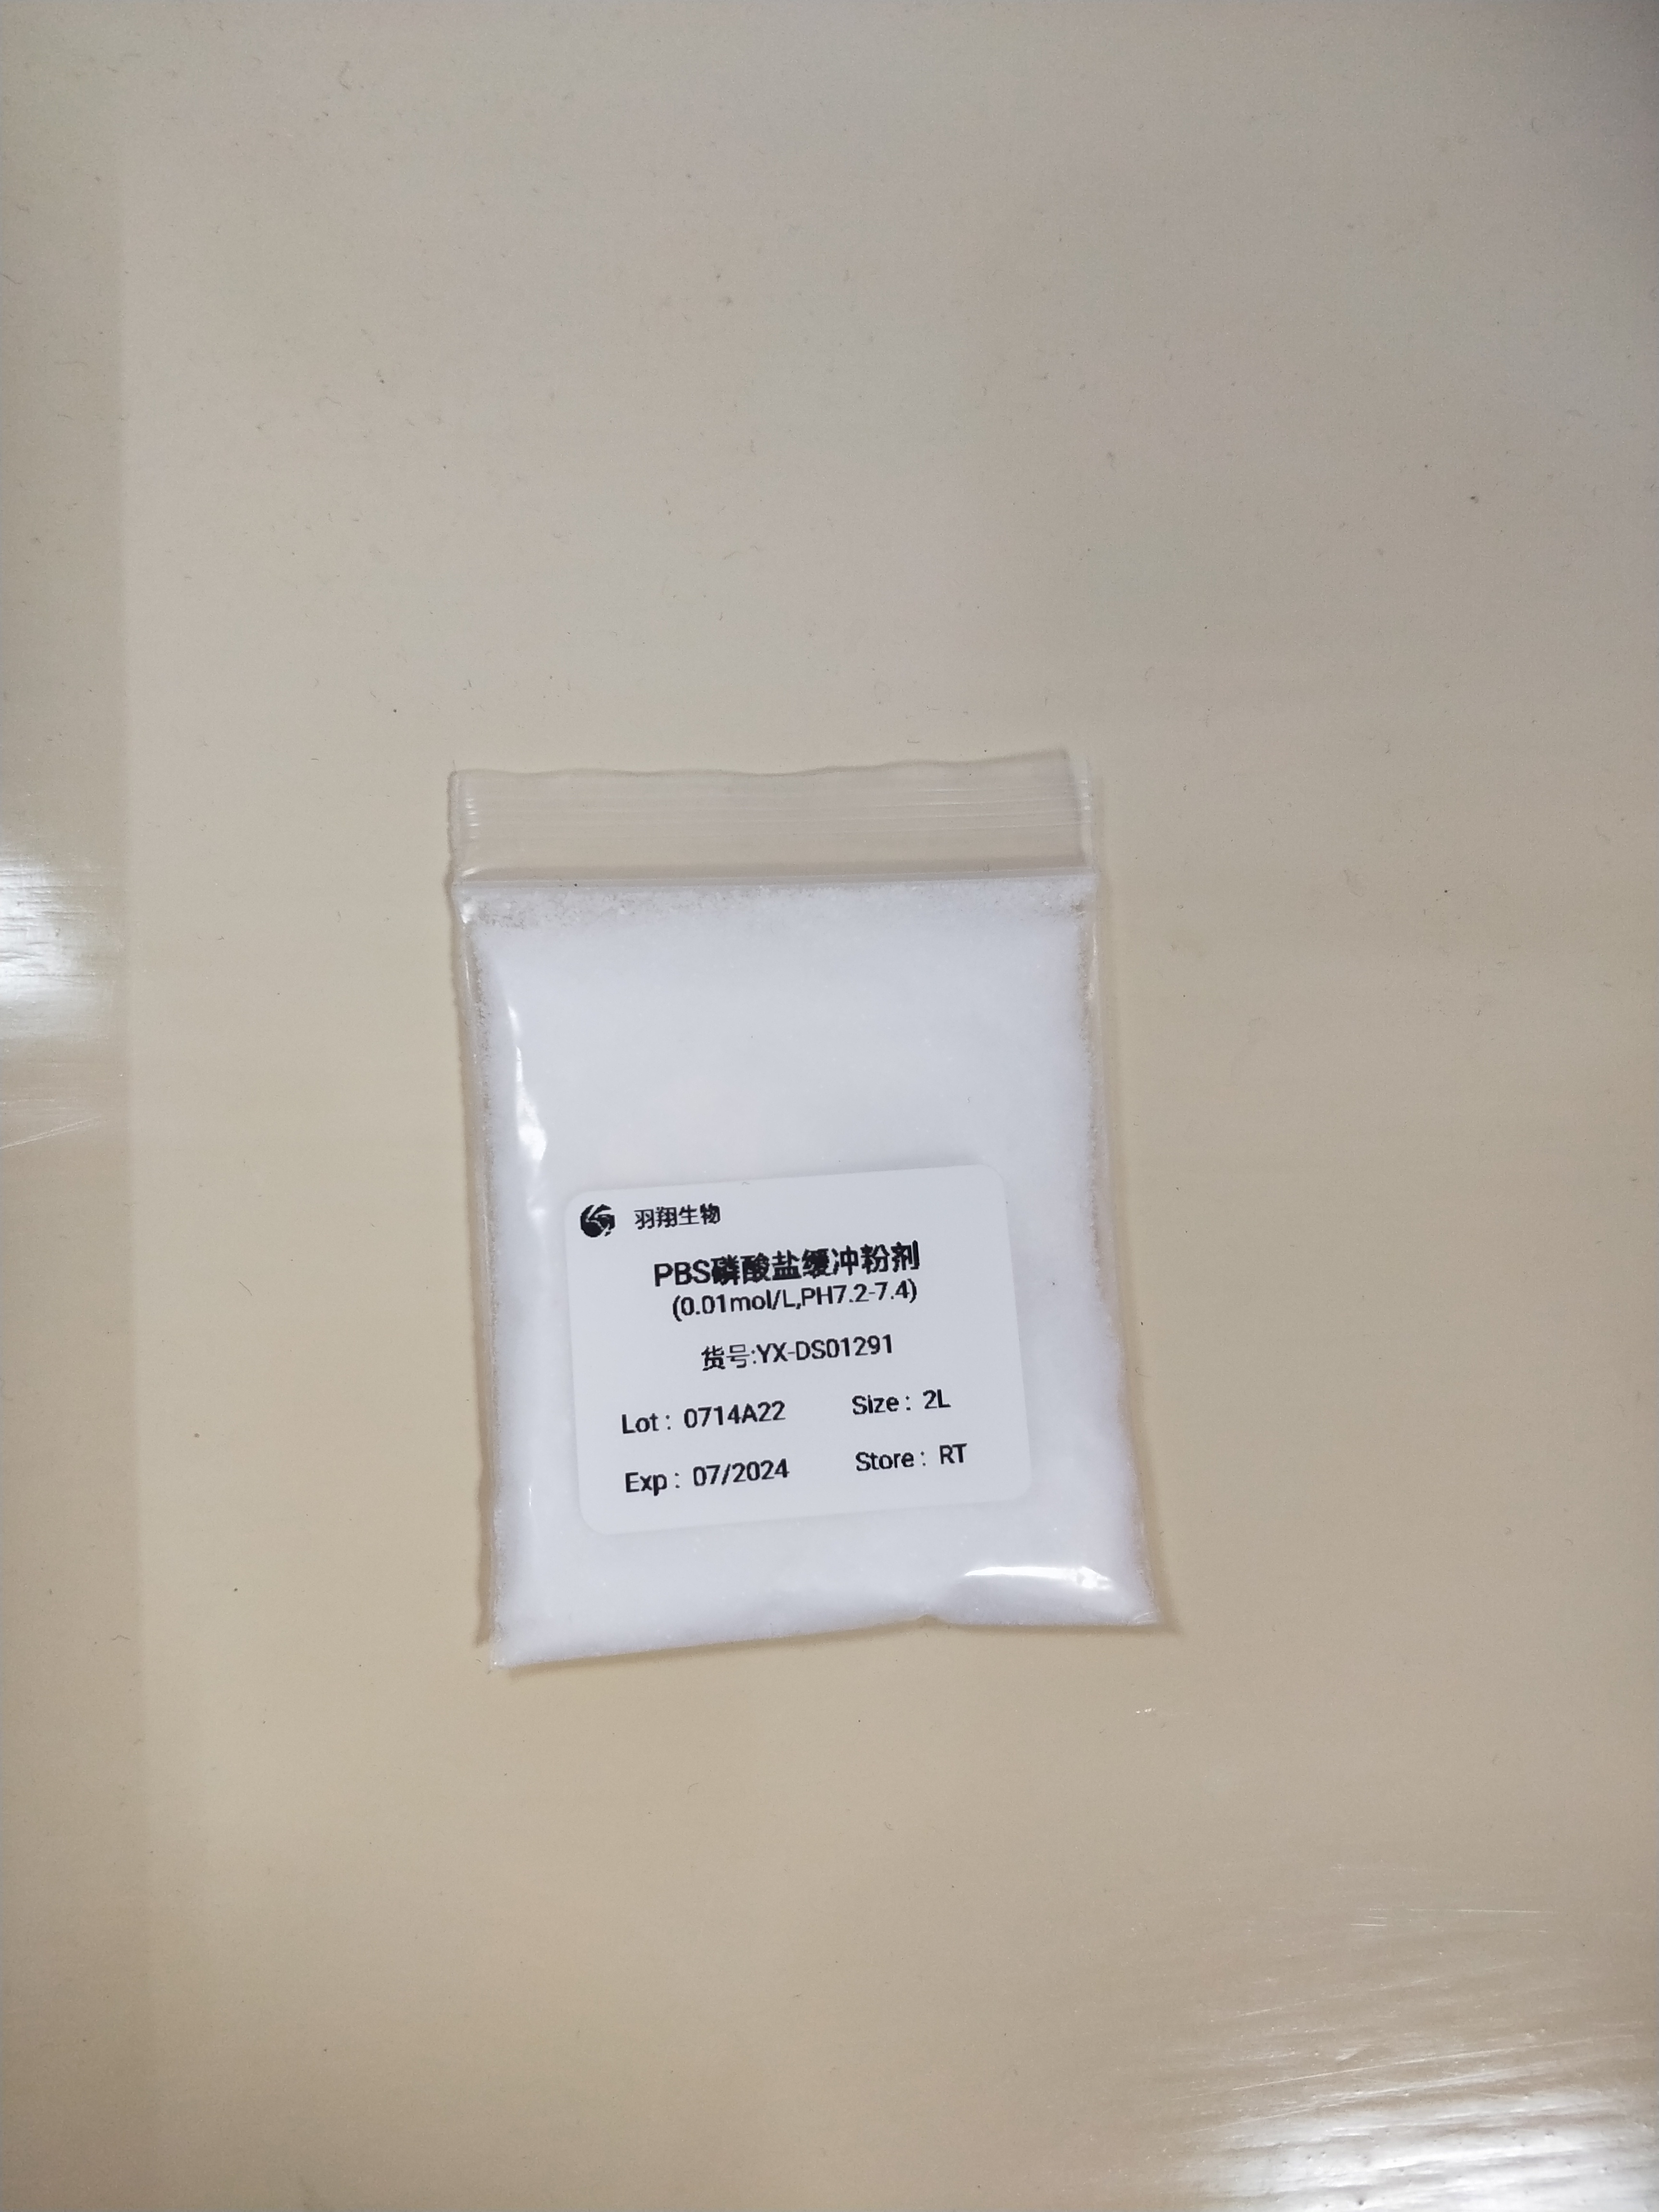 羽翔生物
PBS磷酸盐缓冲粉剂
(0.01mol/L,PH7.2-7.4)
货号:YX-DS01291
Lot : 0714A22 Size : 2L
Exp : 07/2024 Store : RT